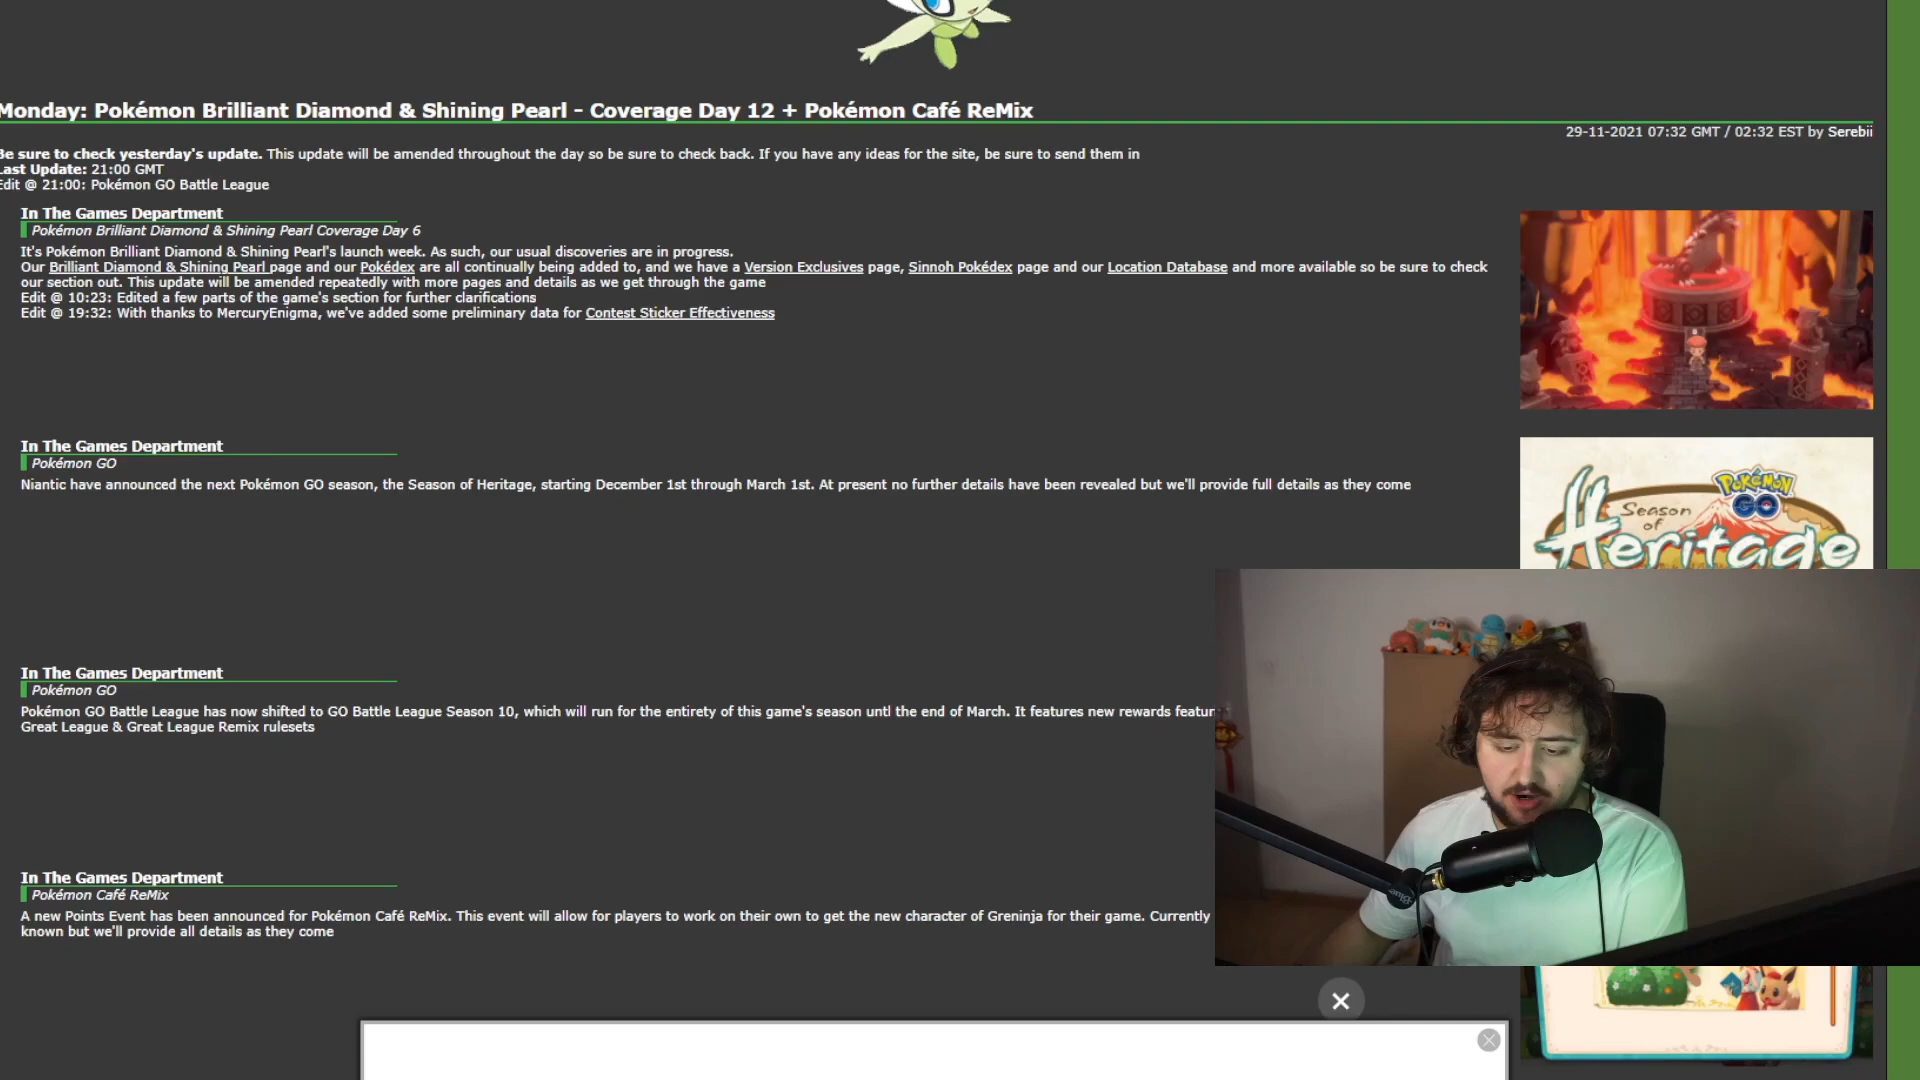 Monday: Pokémon Brilliant Diamond & Shining Pearl - Coverage Day 12 + Pokémon Café ReMix
29-11-2021 07:32 GMT / 02:32 EST by Serebii
Be sure to check yesterday's update. This update will be amended throughout the day so be sure to check back. If you have any ideas for the site, be sure to send them in
Last Update: 21:00 GMT
Edit @ 21:00: Pokémon GO Battle League
In The Games Department
Pokémon Brilliant Diamond & Shining Pearl Coverage Day 6
It's Pokémon Brilliant Diamond & Shining Pearl's launch week. As such, our usual discoveries are in progress.
Our Brilliant Diamond & Shining Pearl page and our Pokédex are all continually being added to, and we have a Version Exclusives page, Sinnoh Pokédex page and our Location Database and more available so be sure to check
our section out. This update will be amended repeatedly with more pages and details as we get through the game
Edit @ 10:23: Edited a few parts of the game's section for further clarifications
Edit @ 19:32: With thanks to MercuryEnigma, we've added some preliminary data for Contest Sticker Effectiveness
In The Games Department
Pokémon GO
Niantic have announced the next Pokémon GO season, the Season of Heritage, starting December 1st through March 1st. At present no further details have been revealed but we'll provide full details as they come
POKÉMON
GO
Season
of
Heritage
In The Games Department
Pokémon GO
Pokémon GO Battle League has now shifted to GO Battle League Season 10, which will run for the entirety of this game's season untl the end of March. It features new rewards featur
Great League & Great League Remix rulesets
In The Games Department
Pokémon Café ReMix
A new Points Event has been announced for Pokémon Café ReMix. This event will allow for players to work on their own to get the new character of Greninja for their game. Currently
known but we'll provide all details as they come
Blue